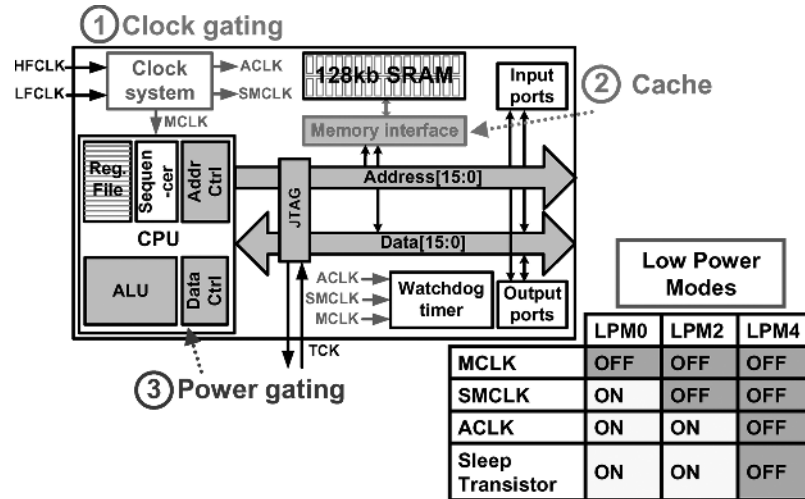 ① Clock gating
HFCLK
LFCLK
Clock
system
ACLK
SMCLK
MCLK
128kb SRAM
Memory interface
Input
ports
② Cache
Reg.
File
Sequen
-cer
Addr
Ctrl
CPU
ALU
Data
Ctrl
JTAG
Address[15:0]
Data[15:0]
ACLK
SMCLK
MCLK
Watchdog
timer
Output
ports
TCK
③ Power gating
Low Power
Modes
LPM0 LPM2 LPM4
MCLK OFF OFF OFF
SMCLK ON OFF OFF
ACLK ON ON OFF
Sleep
Transistor ON ON OFF